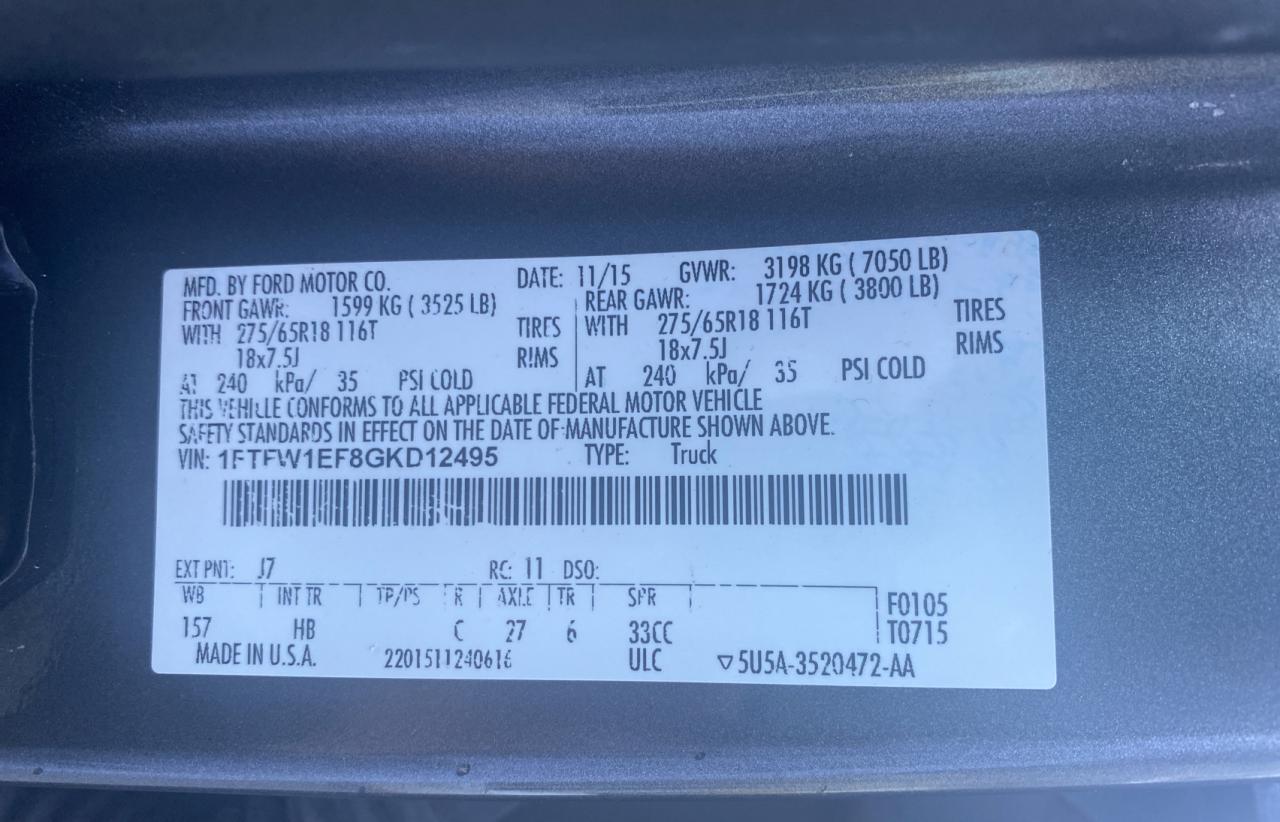 MFD. BY FORD MOTOR CO. DATE: 11/15 GVWR: 3198 KG ( 7050 LB)
FRONT GAWR: 1599 KG ( 3525 LB) REAR GAWR: 1724 KG ( 3800 LB)
WITH 275/65R18 116T TIRES WITH 275/65R18 116T TIRES
18x7.5J RIMS 18x7.5J RIMS
AT 240 kPa/ 35 PSI COLD AT 240 kPa/ 35 PSI COLD
THIS VEHICLE CONFORMS TO ALL APPLICABLE FEDERAL MOTOR VEHICLE
SAFETY STANDARDS IN EFFECT ON THE DATE OF MANUFACTURE SHOWN ABOVE.
VIN: 1FTFW1EF8GKD12495 TYPE: Truck
EXT PNT: J7 RC: 11 DSO:
WB INT TR TP/PS R AXLE TR SPR F0105
157 HB C 27 6 33CC T0715
MADE IN U.S.A. 2201511240616 ULC ▽5U5A-3520472-AA